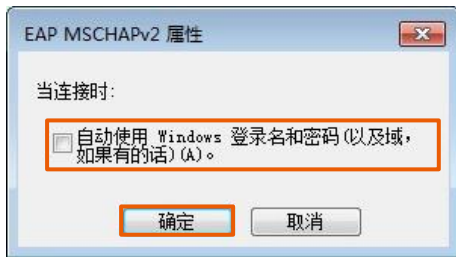 EAP MSCHAPv2 属性
当连接时:
自动使用 Windows 登录名和密码(以及域,
如果有的话)(A)。
确定 取消